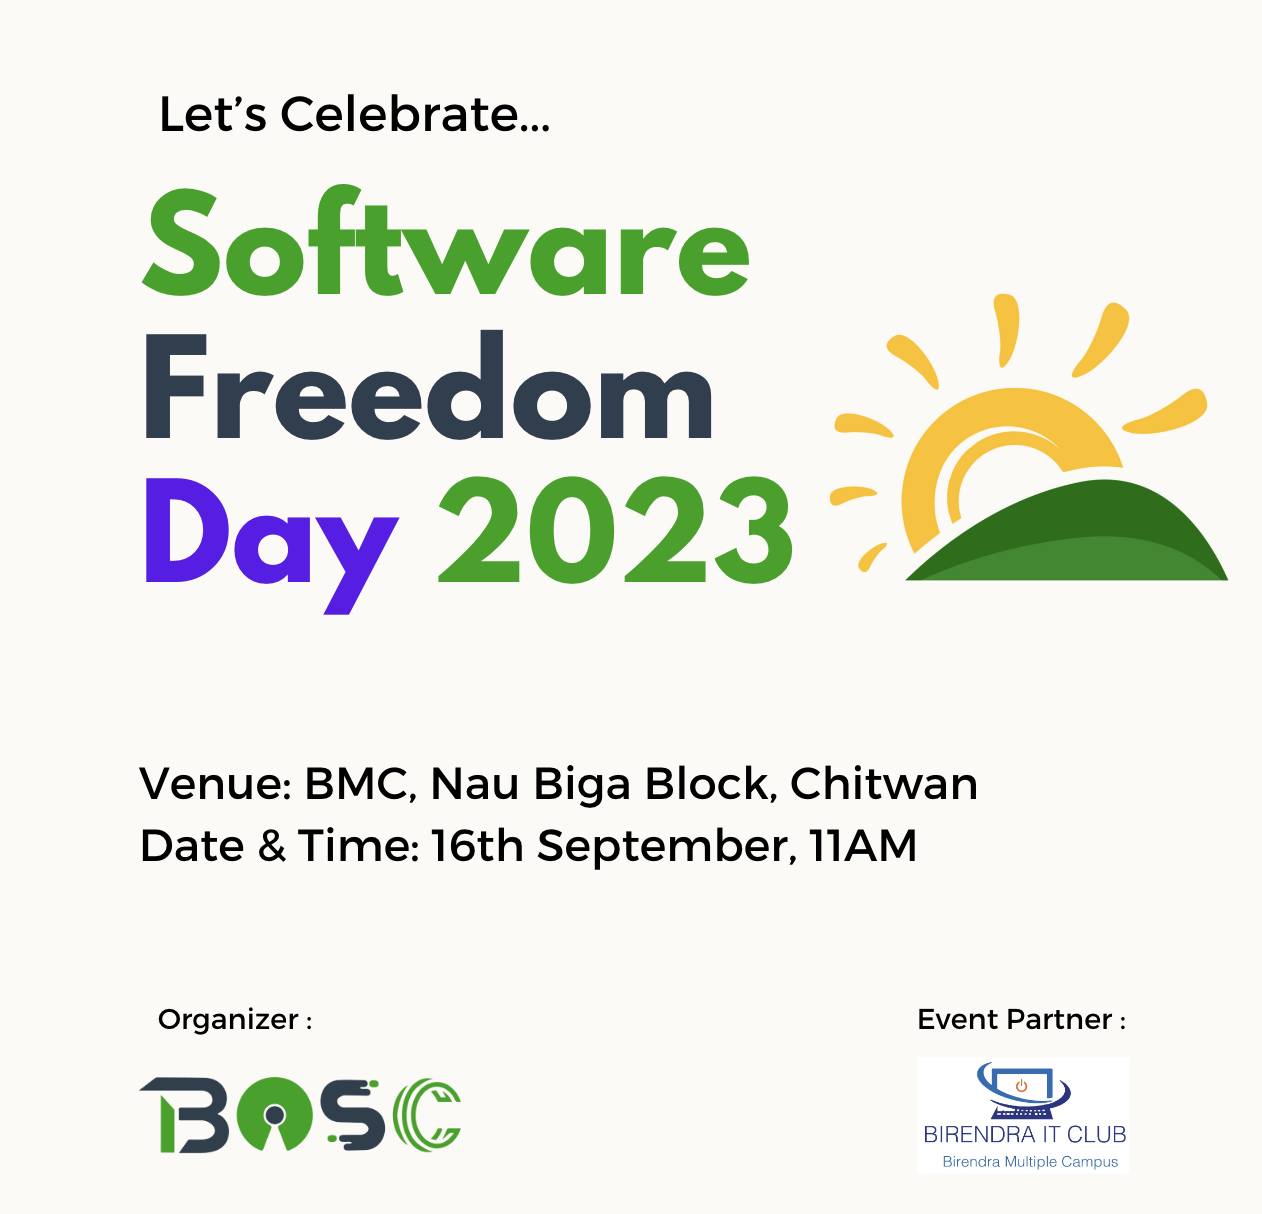 Let's Celebrate...
Software
Freedom
Day 2023
Venue: BMC, Nau Biga Block, Chitwan
Date & Time: 16th September, 11AM
Organizer :
Event Partner :
BOSC
BIRENDRA IT CLUB
Birendra Multiple Campus